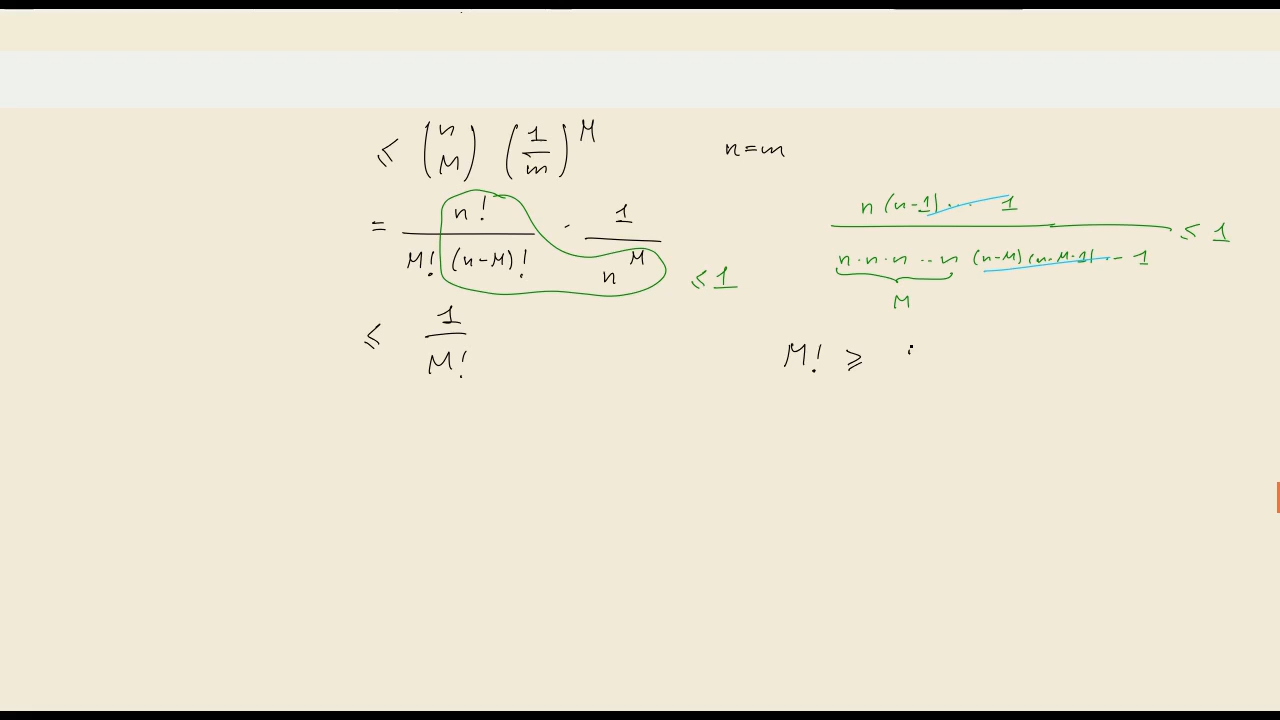 ≤ (n M) (1/m)^M n=m
= n!/(M! (n-M)!) · 1/n^M ≤ 1
n (n-1) ... 1 / n·n·n ··n (n-M) (n-M-1) -- 1 ≤ 1
M
≤ 1/M!
M! ≥